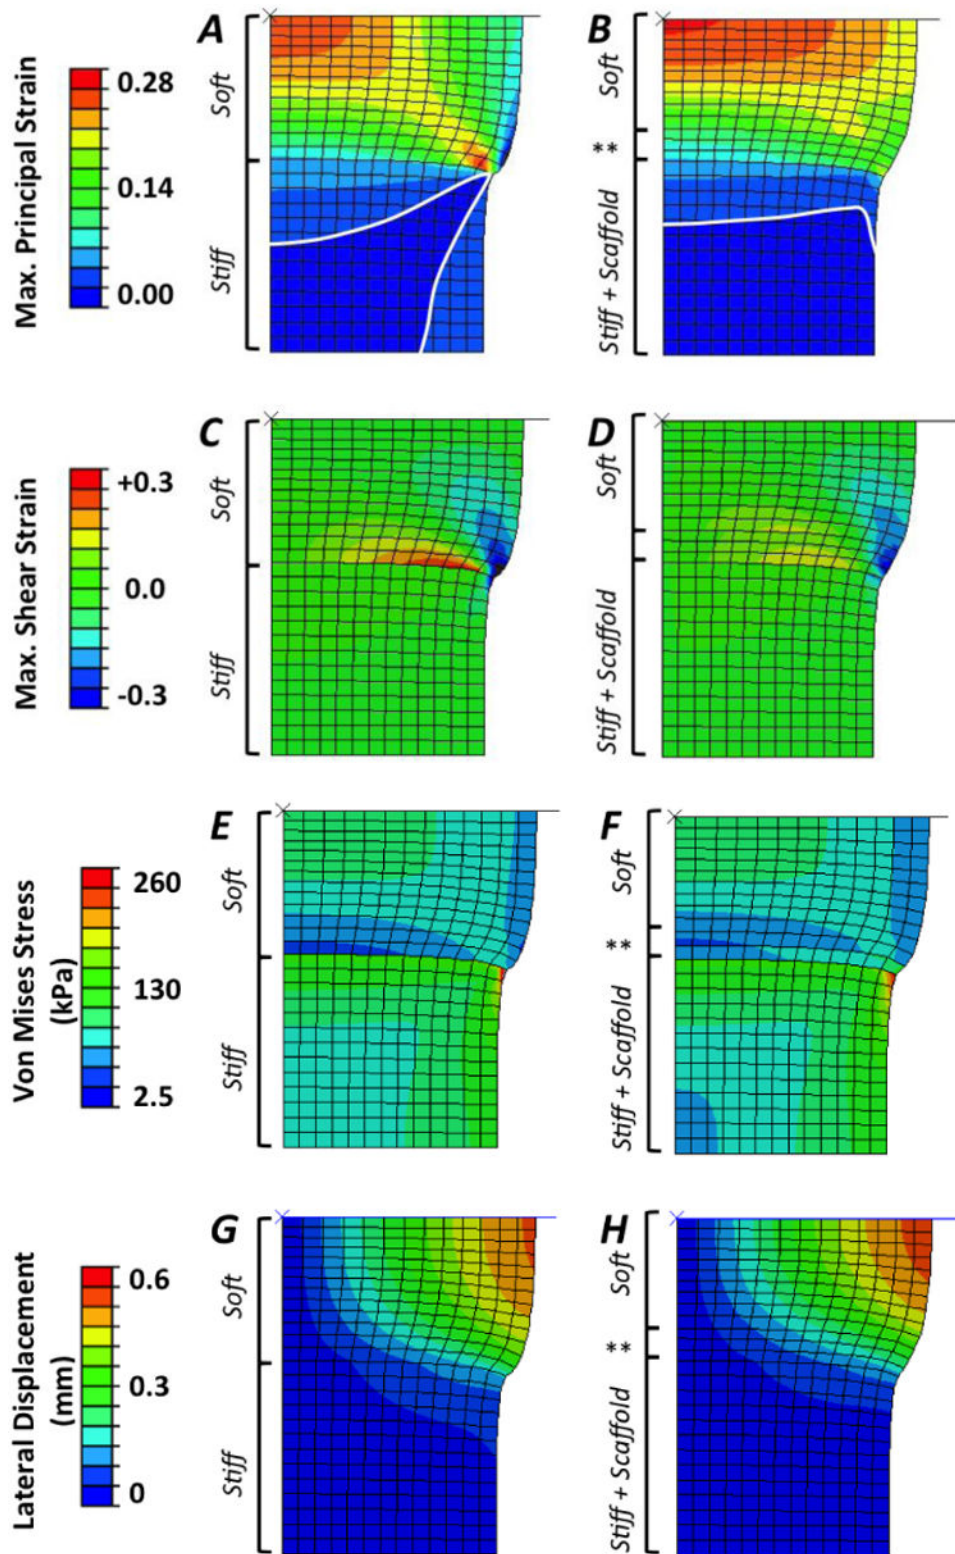 A
B
Max. Principal Strain
0.28
0.14
0.00
Soft
Stiff
Soft
**
Stiff + Scaffold
C
D
Max. Shear Strain
+0.3
0.0
-0.3
Soft
Stiff
Soft
Stiff + Scaffold
E
F
Von Mises Stress
(kPa)
260
130
2.5
Soft
Stiff
Soft
**
Stiff + Scaffold
G
H
Lateral Displacement
(mm)
0.6
0.3
0
Soft
Stiff
Soft
**
Stiff + Scaffold